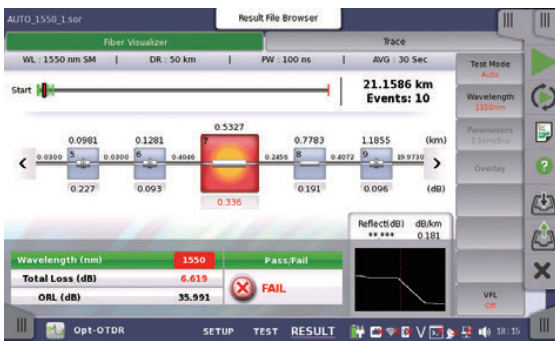 AUTO_1550_1.sor
Result File Browser
Fiber Visualizer
Trace
WL : 1550 nm SM | DR : 50 km | PW : 100 ns | AVG : 30 Sec
Test Mode
Auto
Start
21.1586 km
Events: 10
Wavelength
1550nm
Parameters
0.5km/3ns
Overlay
0.0981 0.1281 0.5327 0.7783 1.1855 (km)
0.0300 5 0.0300 6 0.4046 7 0.2456 8 0.4072 9 19.9730
0.227 0.093 0.336 0.191 0.096 (dB)
Reflect(dB) dB/km
**.*** 0.181
Wavelength (nm) 1550 Pass/Fail
Total Loss (dB) 6.619
FAIL
ORL (dB) 35.991
VFL
Off
Opt-OTDR SETUP TEST RESULT 18:15